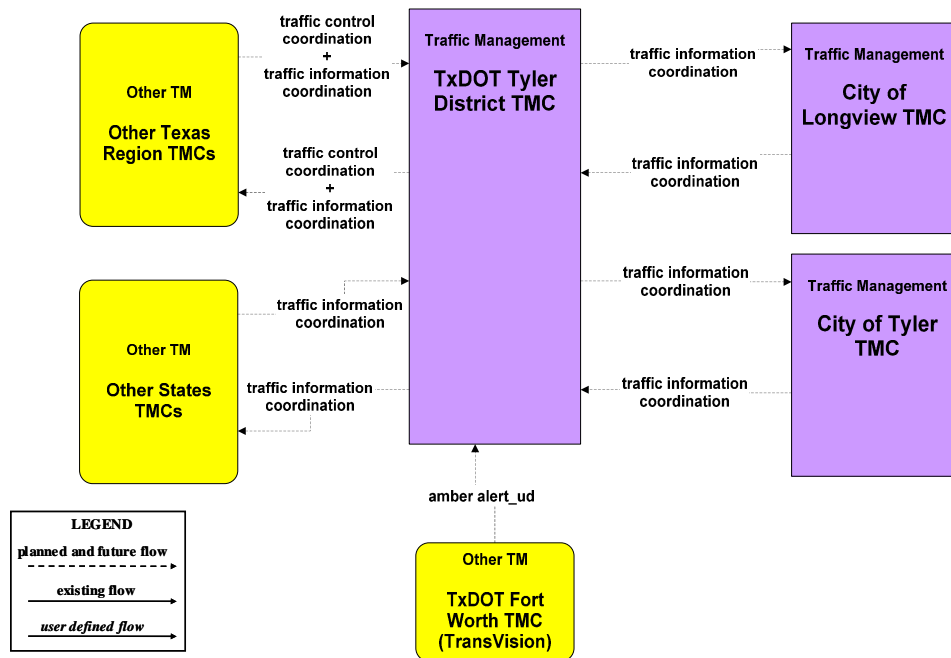 Other TM
Other Texas
Region TMCs
traffic control
coordination
+
traffic information
coordination
traffic control
coordination
+
traffic information
coordination
Traffic Management
TxDOT Tyler
District TMC
traffic information
coordination
traffic information
coordination
Traffic Management
City of
Longview TMC
Other TM
Other States
TMCs
traffic information
coordination
traffic information
coordination
traffic information
coordination
traffic information
coordination
Traffic Management
City of Tyler
TMC
amber alert_ud
Other TM
TxDOT Fort
Worth TMC
(TransVision)
LEGEND
planned and future flow
existing flow
user defined flow